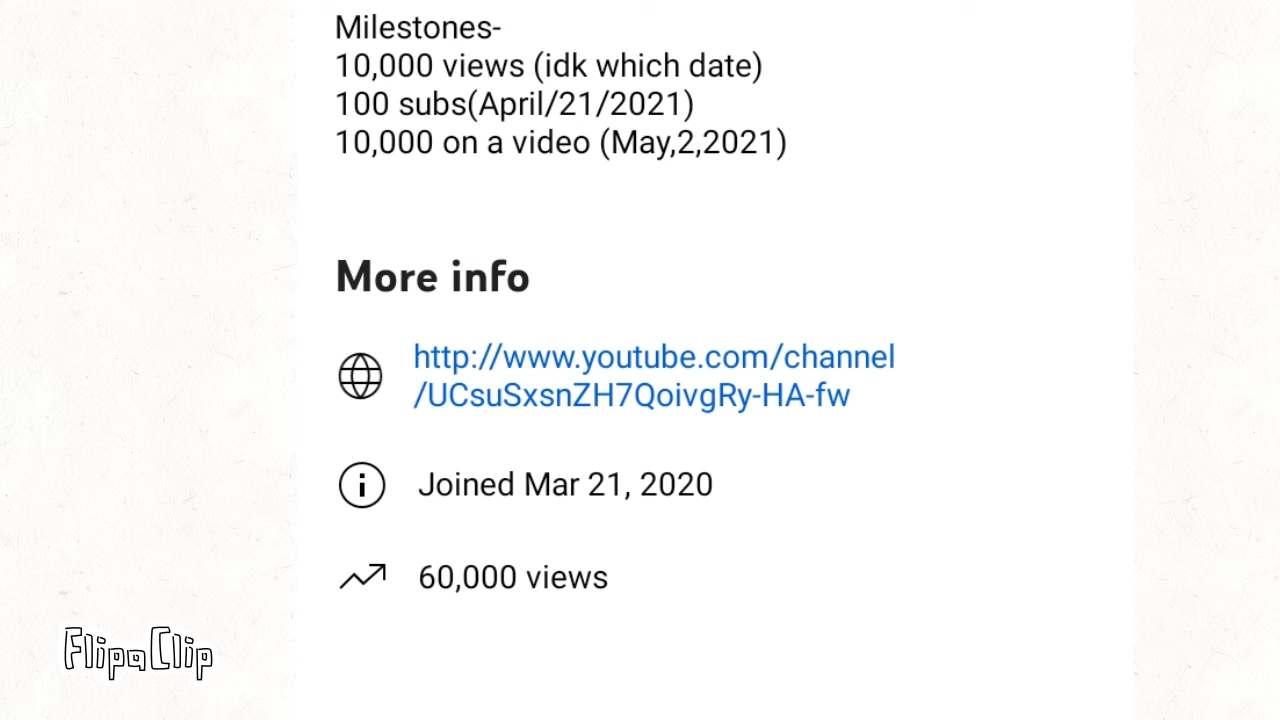 Milestones-
10,000 views (idk which date)
100 subs(April/21/2021)
10,000 on a video (May,2,2021)
More info
http://www.youtube.com/channel
/UCsuSxsnZH7QoivgRy-HA-fw
Joined Mar 21, 2020
60,000 views
FlipaClip